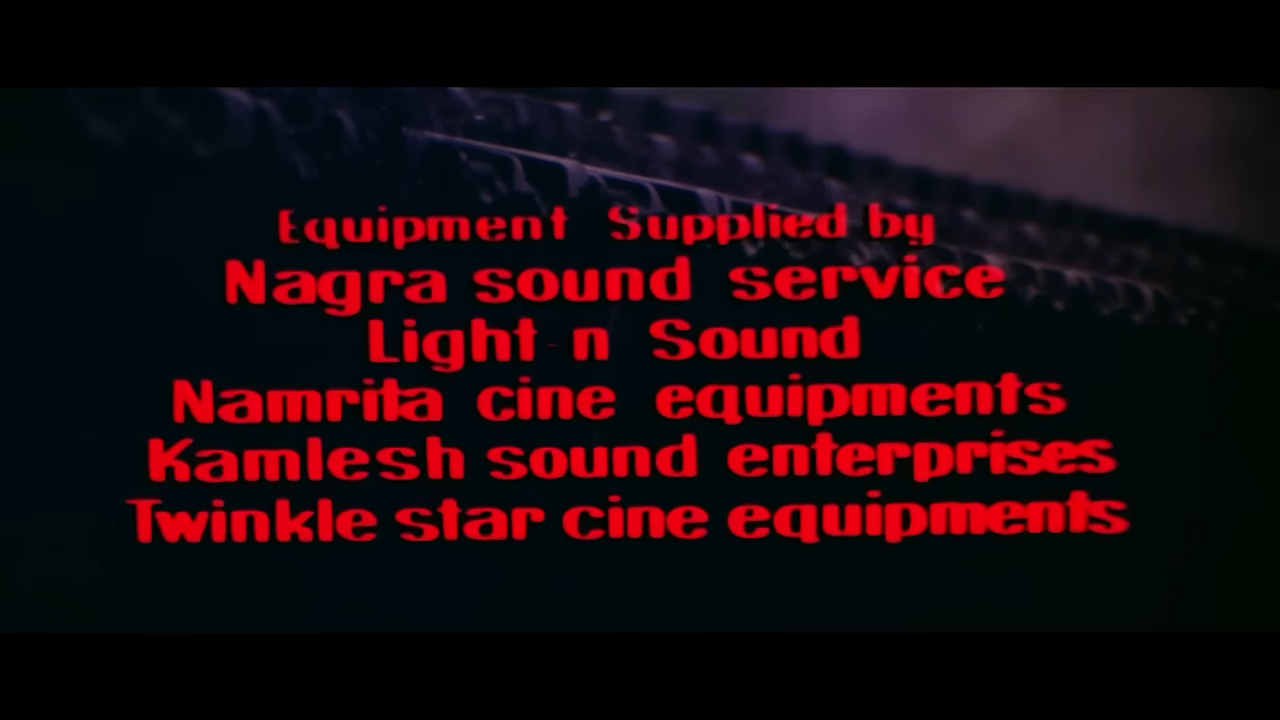 Equipment Supplied by
Nagra sound service
Light n Sound
Namrita cine equipments
Kamlesh sound enterprises
Twinkle star cine equipments